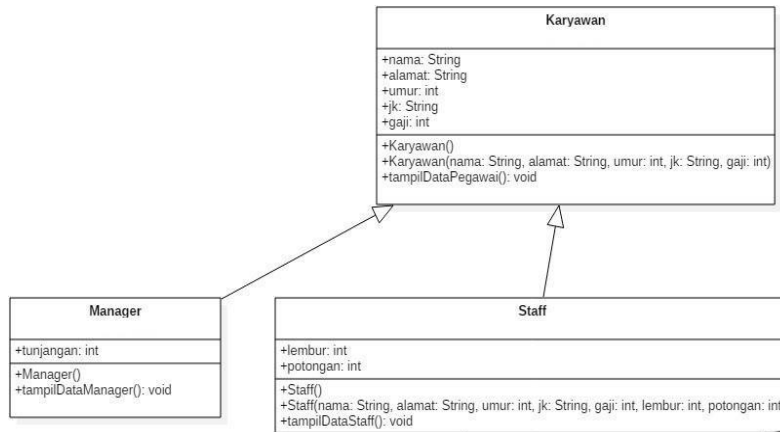 Karyawan
+nama: String
+alamat: String
+umur: int
+jk: String
+gaji: int
+Karyawan()
+Karyawan(nama: String, alamat: String, umur: int, jk: String, gaji: int)
+tampilDataPegawai(): void
Manager
+tunjangan: int
+Manager()
+tampilDataManager(): void
Staff
+lembur: int
+potongan: int
+Staff()
+Staff(nama: String, alamat: String, umur: int, jk: String, gaji: int, lembur: int, potongan: int
+tampilDataStaff(): void